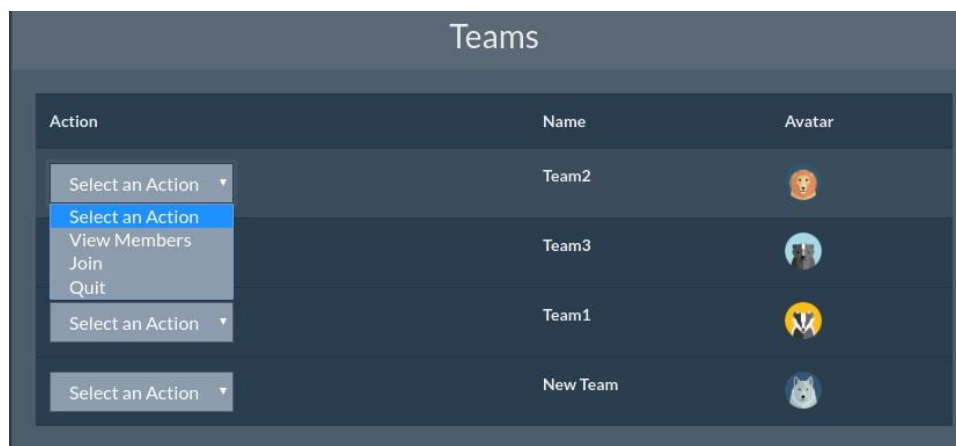 Teams
Action Name Avatar
Select an Action Team2
Select an Action
View Members
Join
Quit
Team3
Select an Action Team1
Select an Action New Team